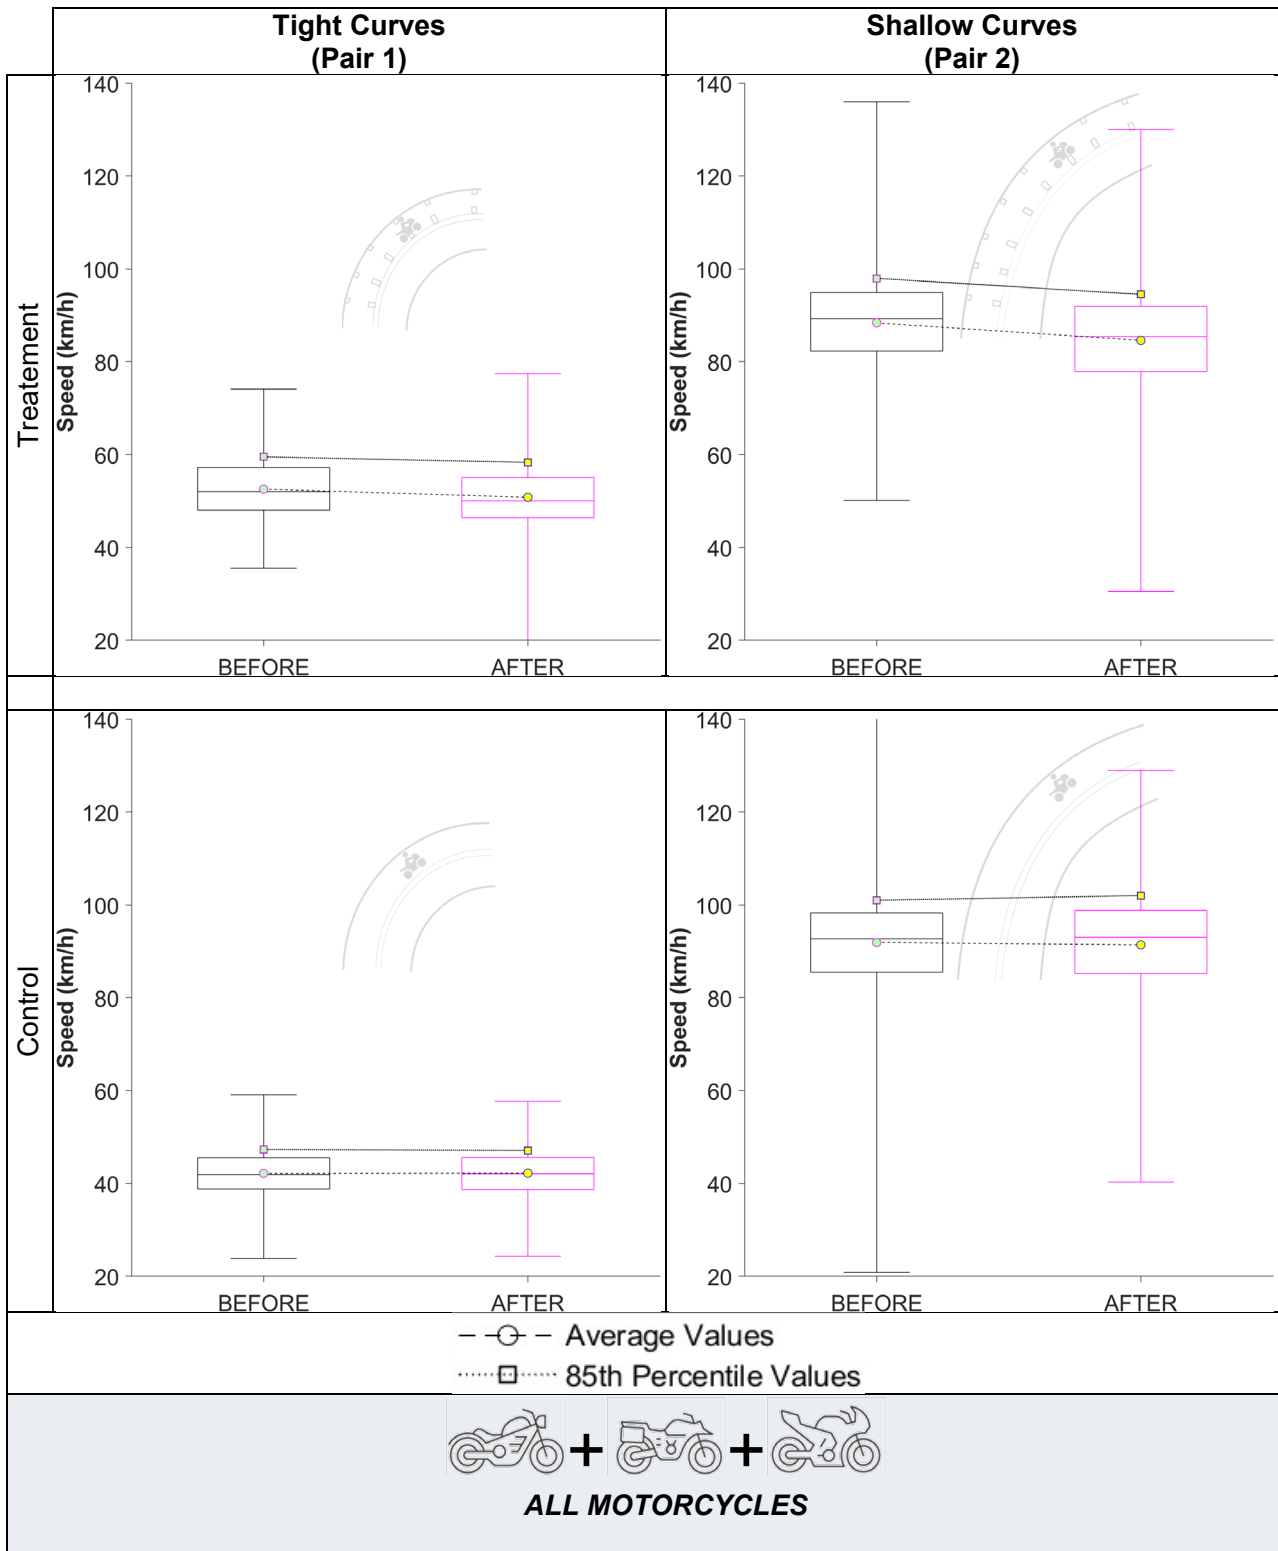 Tight Curves
(Pair 1)
Shallow Curves
(Pair 2)
Treatement
140
120
100
80
60
40
20
Speed (km/h)
BEFORE
AFTER
140
120
100
80
60
40
20
Speed (km/h)
BEFORE
AFTER
Control
140
120
100
80
60
40
20
Speed (km/h)
BEFORE
AFTER
140
120
100
80
60
40
20
Speed (km/h)
BEFORE
AFTER
Average Values
85th Percentile Values
+ +
ALL MOTORCYCLES